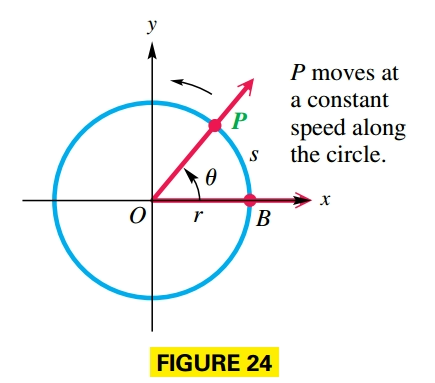 y
P moves at
a constant
speed along
the circle.
P
s
θ
x
O
r
B
FIGURE 24